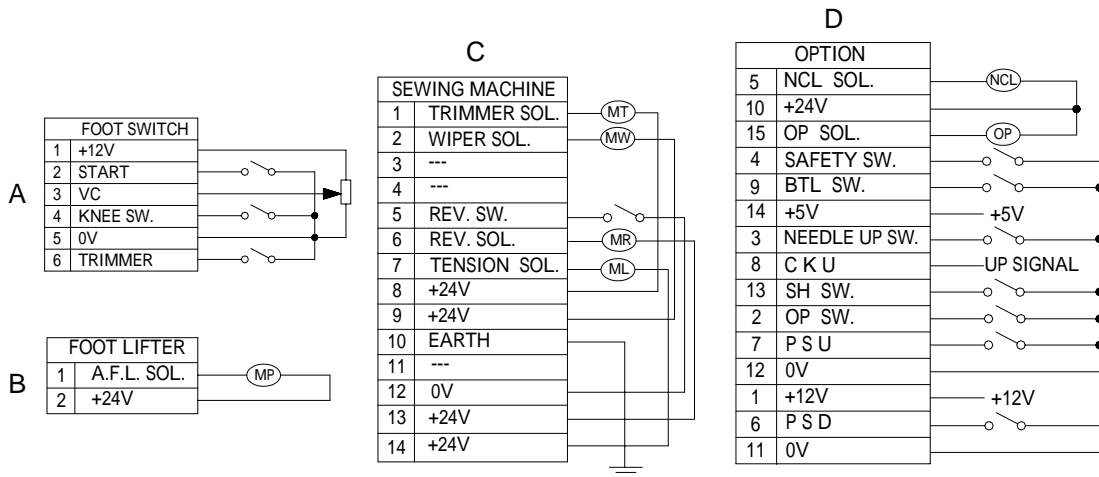 A
FOOT SWITCH
1 +12V
2 START
3 VC
4 KNEE SW.
5 0V
6 TRIMMER
B
FOOT LIFTER
1 A.F.L. SOL. MP
2 +24V
C
SEWING MACHINE
1 TRIMMER SOL. MT
2 WIPER SOL. MW
3 ---
4 ---
5 REV. SW.
6 REV. SOL. MR
7 TENSION SOL. ML
8 +24V
9 +24V
10 EARTH
11 ---
12 0V
13 +24V
14 +24V
D
OPTION
5 NCL SOL. NCL
10 +24V
15 OP SOL. OP
4 SAFETY SW.
9 BTL SW.
14 +5V +5V
3 NEEDLE UP SW.
8 C K U UP SIGNAL
13 SH SW.
2 OP SW.
7 P S U
12 0V
1 +12V +12V
6 P S D
11 0V